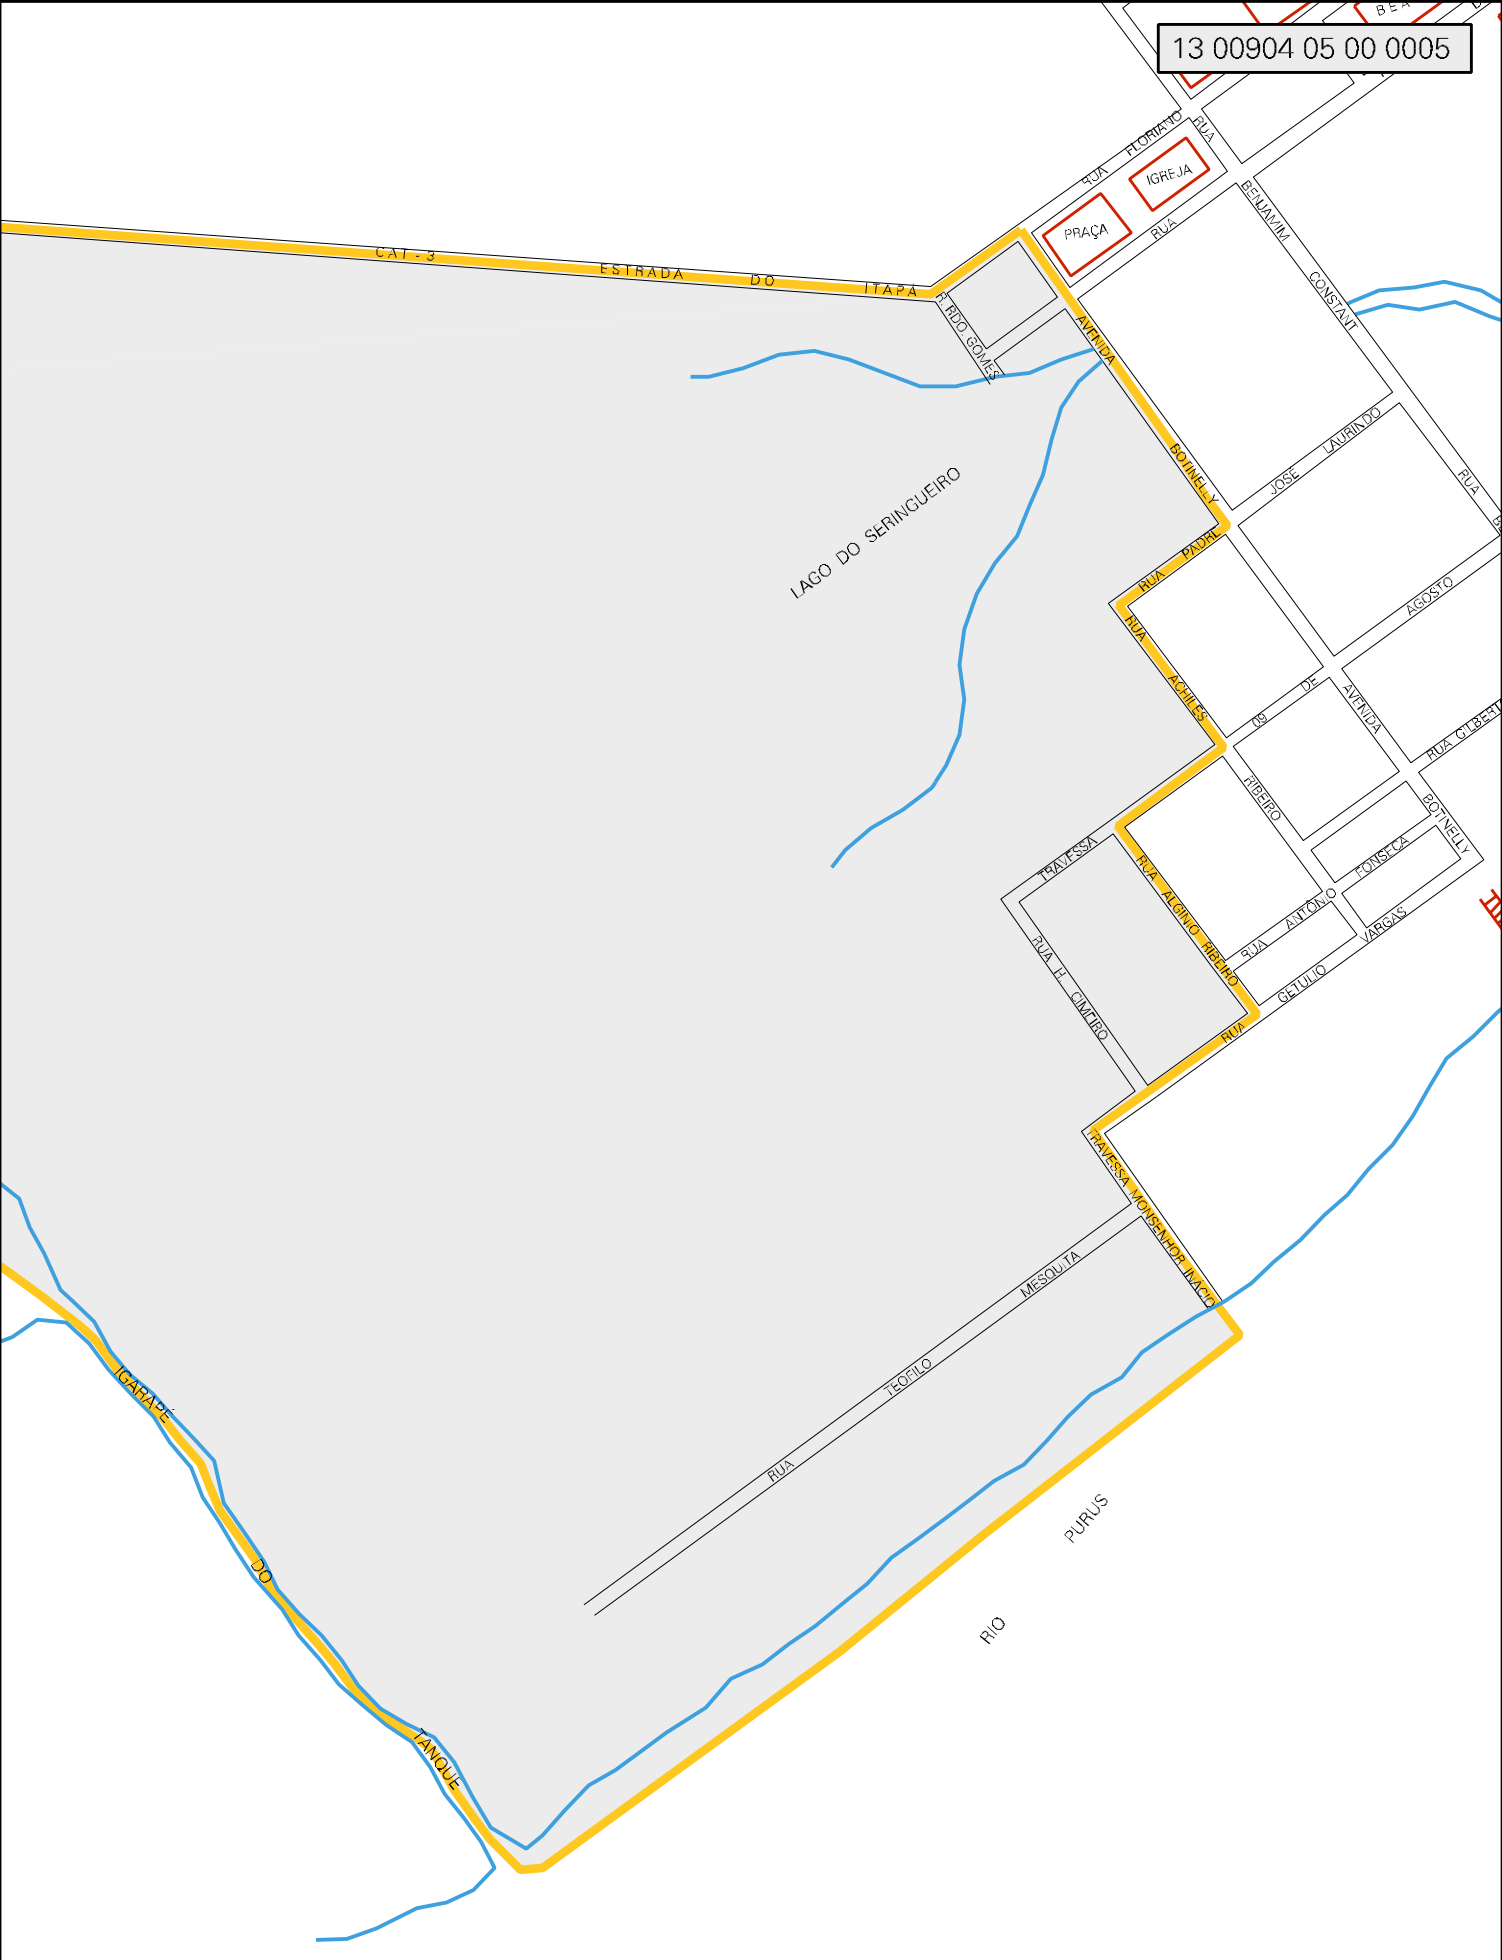 13 00904 05 00 0005
RUA FLORIANO
RUA
IGREJA
PRAÇA
RUA
BENJAMIM
CONSTANT
CAT-3 ESTRADA DO ITAPÁ
R. RDO. GOMES
AVENIDA
BOTINELLY
JOSÉ LAURINDO
RUA
LAGO DO SERINGUEIRO
RUA PADRE
RUA ACHILES
AGOSTO
DE
09
AVENIDA
RUA GILBERT
RIBEIRO
BOTINELLY
FONSECA
TRAVESSA
RUA ALGINIO RIBEIRO
RUA ANTÔNIO
VARGAS
GETULIO
RUA
RUA H. CIMEIRO
TRAVESSA MONSENHOR INACIO
RUA TEOFILO MESQUITA
IGARAPÉ
DO
TANQUE
RIO PURUS